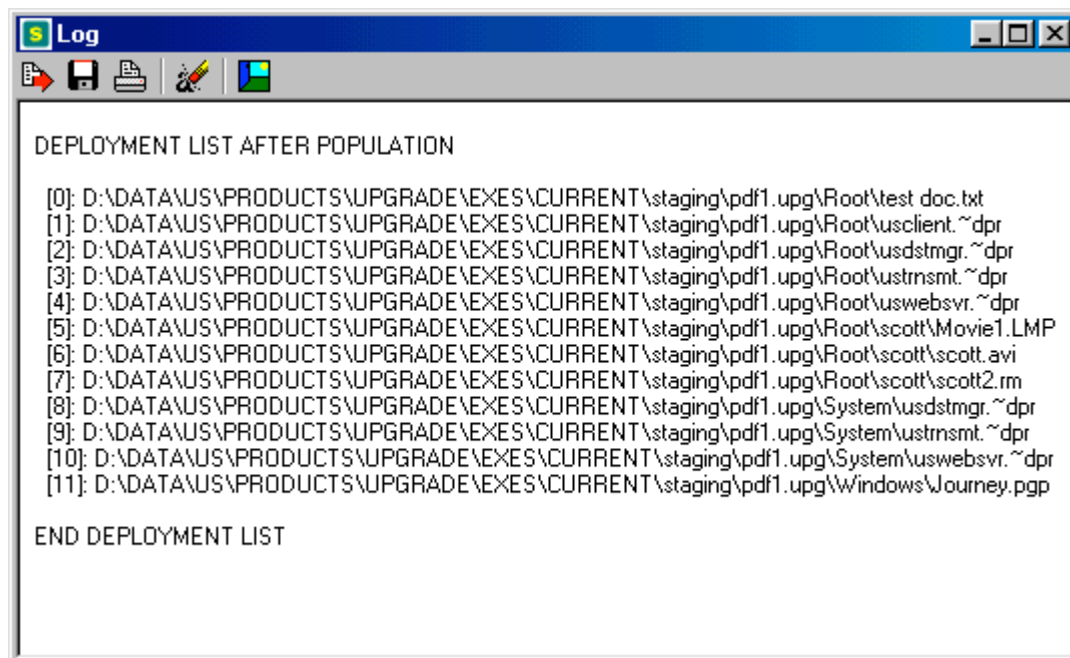 Log
DEPLOYMENT LIST AFTER POPULATION
[0]: D:\DATA\US\PRODUCTS\UPGRADE\EXES\CURRENT\staging\pdf1.upg\Root\test doc.txt
[1]: D:\DATA\US\PRODUCTS\UPGRADE\EXES\CURRENT\staging\pdf1.upg\Root\usclient.~dpr
[2]: D:\DATA\US\PRODUCTS\UPGRADE\EXES\CURRENT\staging\pdf1.upg\Root\usdstmgr.~dpr
[3]: D:\DATA\US\PRODUCTS\UPGRADE\EXES\CURRENT\staging\pdf1.upg\Root\ustrnsmt.~dpr
[4]: D:\DATA\US\PRODUCTS\UPGRADE\EXES\CURRENT\staging\pdf1.upg\Root\uswebsvr.~dpr
[5]: D:\DATA\US\PRODUCTS\UPGRADE\EXES\CURRENT\staging\pdf1.upg\Root\scott\Movie1.LMP
[6]: D:\DATA\US\PRODUCTS\UPGRADE\EXES\CURRENT\staging\pdf1.upg\Root\scott\scott.avi
[7]: D:\DATA\US\PRODUCTS\UPGRADE\EXES\CURRENT\staging\pdf1.upg\Root\scott\scott2.rm
[8]: D:\DATA\US\PRODUCTS\UPGRADE\EXES\CURRENT\staging\pdf1.upg\System\usdstmgr.~dpr
[9]: D:\DATA\US\PRODUCTS\UPGRADE\EXES\CURRENT\staging\pdf1.upg\System\ustrnsmt.~dpr
[10]: D:\DATA\US\PRODUCTS\UPGRADE\EXES\CURRENT\staging\pdf1.upg\System\uswebsvr.~dpr
[11]: D:\DATA\US\PRODUCTS\UPGRADE\EXES\CURRENT\staging\pdf1.upg\Windows\Journey.pgp
END DEPLOYMENT LIST